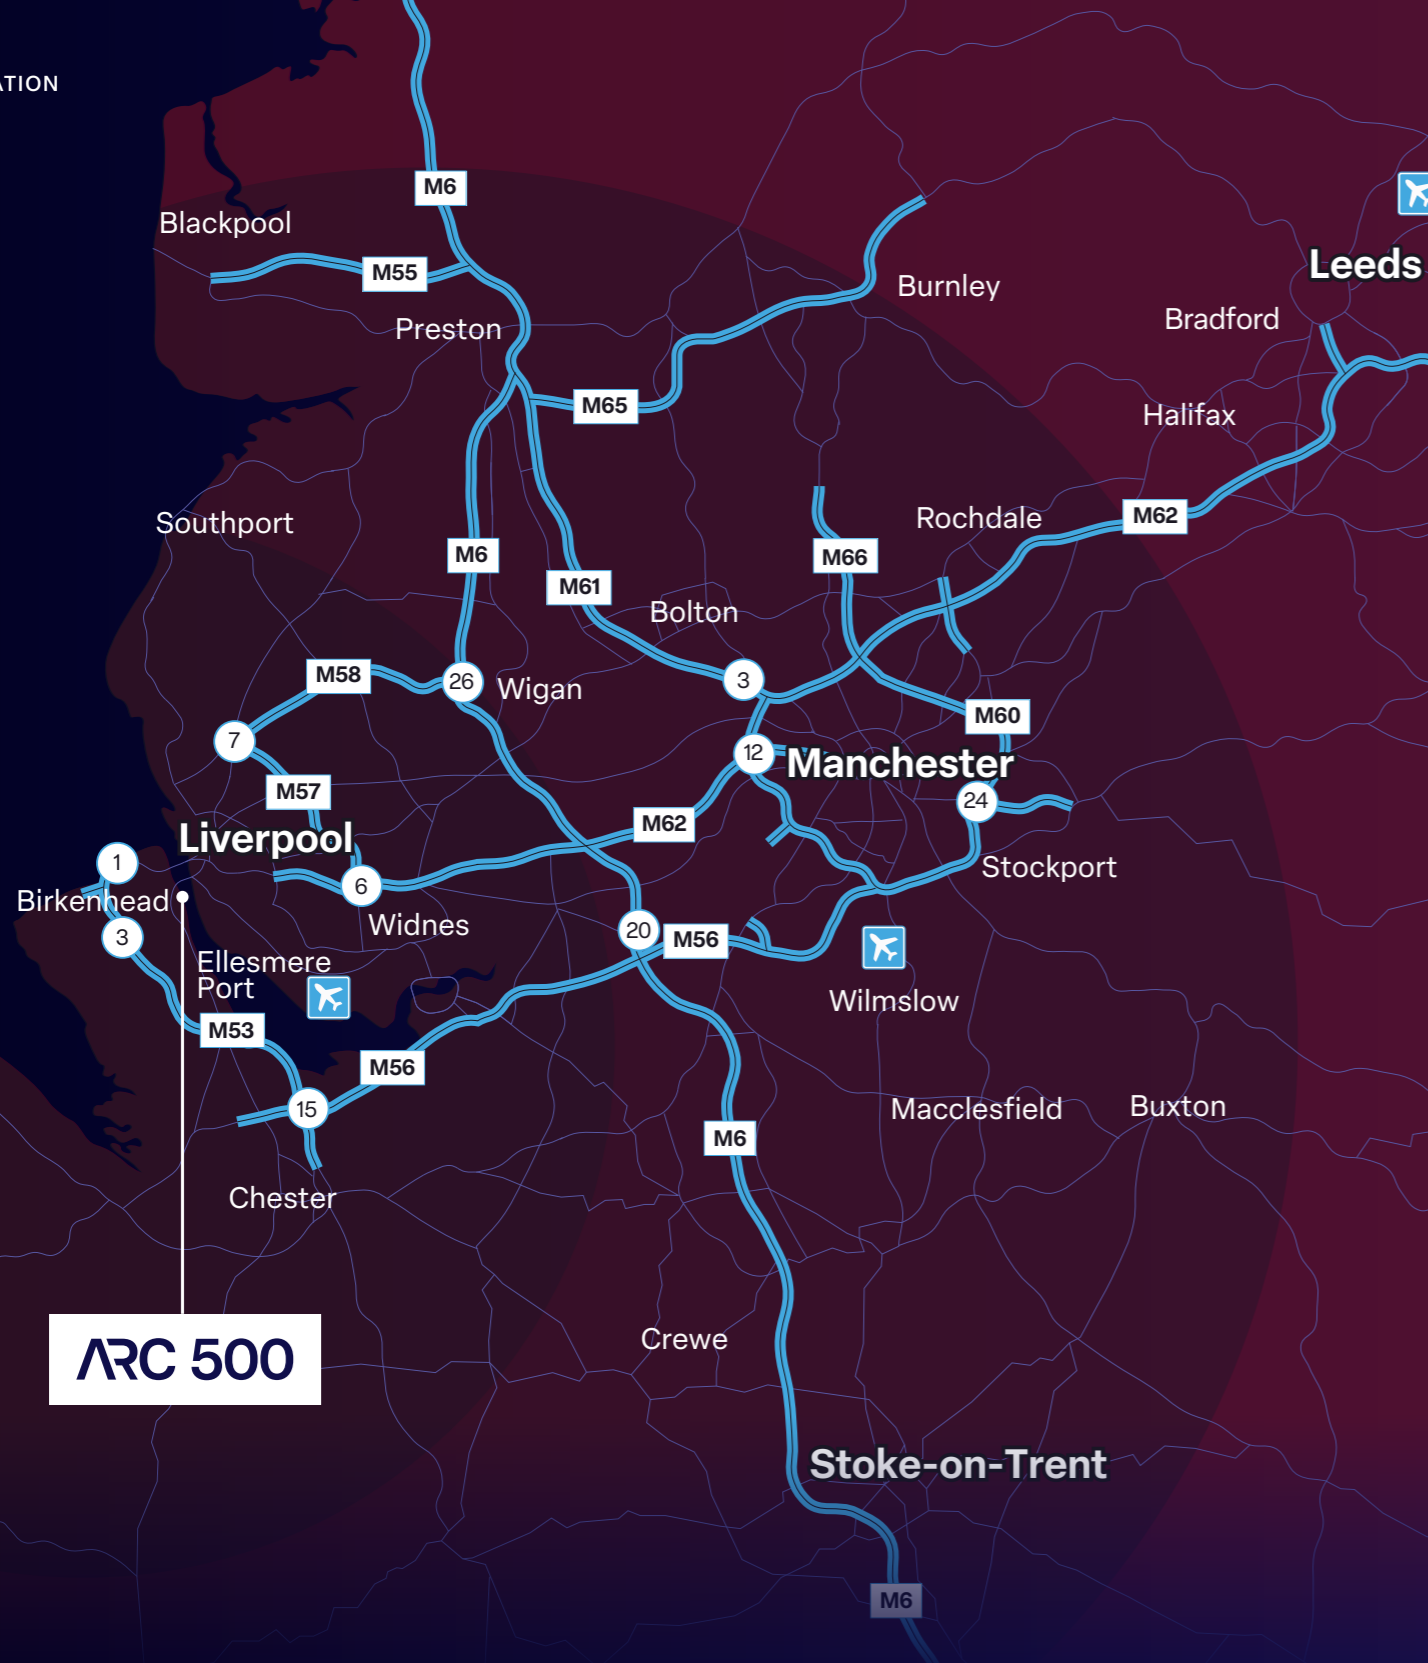 ATION
M6
Blackpool
Leeds
M55
Burnley
Preston
Bradford
M65
Halifax
Southport
Rochdale
M62
M6
M66
M61
Bolton
M58
26
Wigan
3
M60
7
12
Manchester
M57
24
M62
Liverpool
1
Stockport
6
Birkenhead
Widnes
3
20
M56
Ellesmere
Port
Wilmslow
M53
M56
15
Macclesfield
Buxton
M6
Chester
Crewe
ARC 500
Stoke-on-Trent
M6